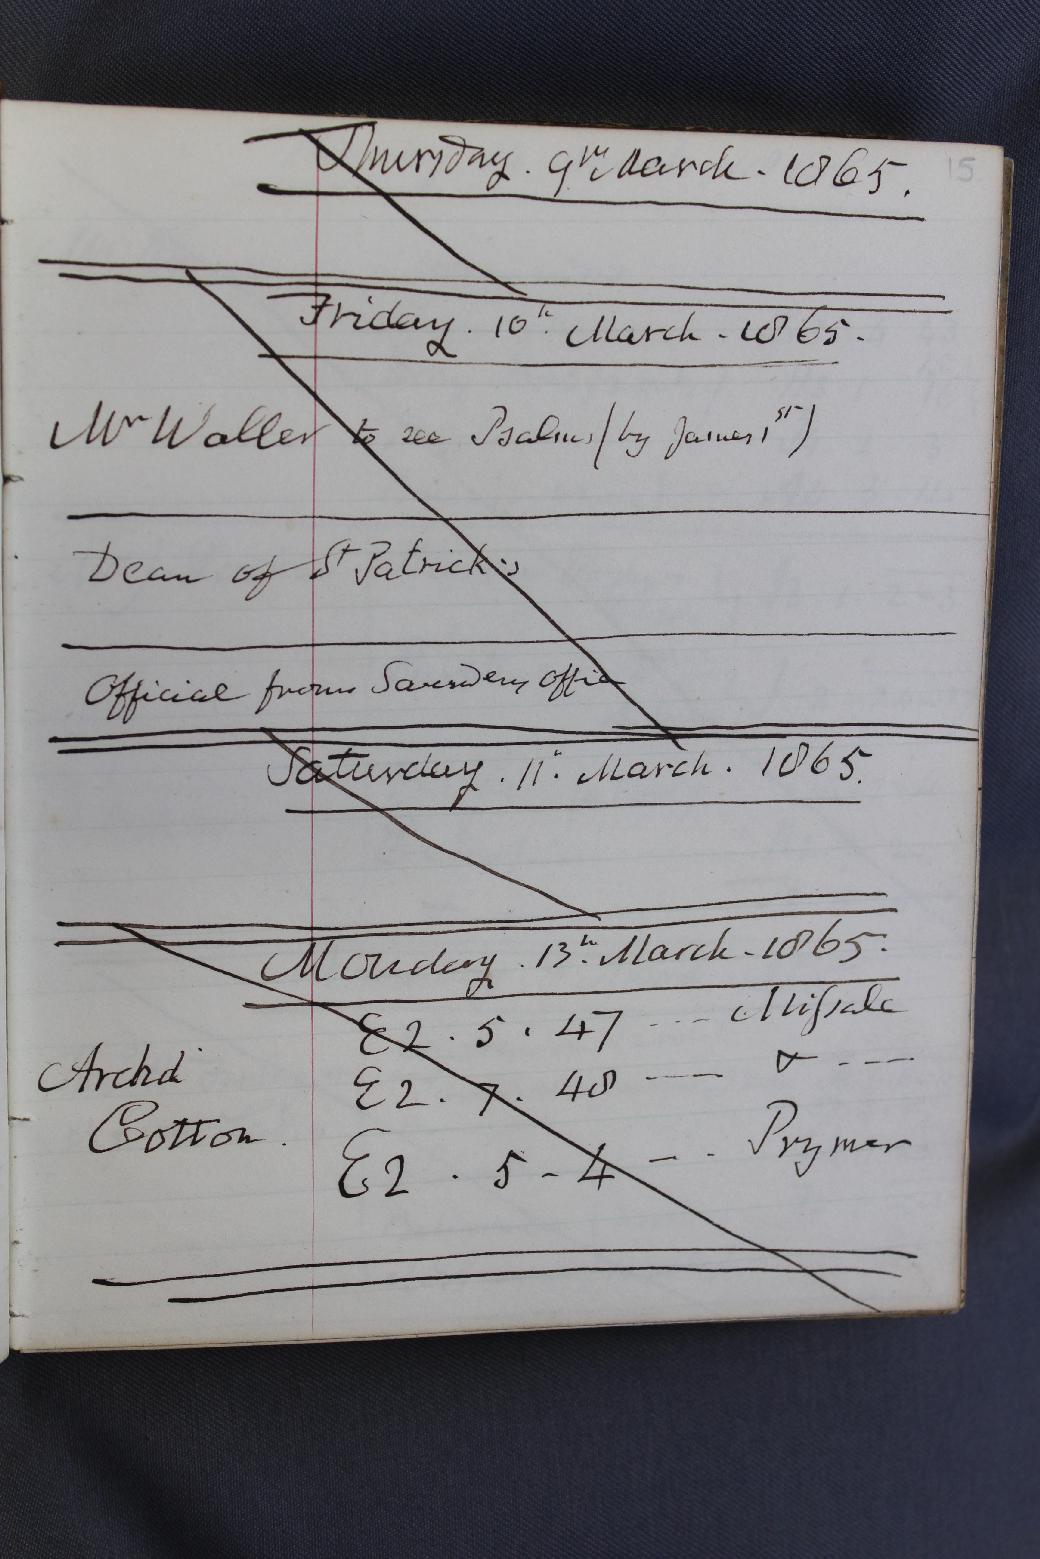 15
Thursday. 9th March. 1865.
Friday. 10th March. 1865.
Mr Waller to see Psalms (by James 1st)
Dean of St Patrick's
Official from Saunders office
Saturday. 11th. March. 1865.
Monday. 13th. March. 1865.
E2. 5. 47 --- Missale
Archd E2. 7. 48 — — & - - -
Cotton. E2. 5 - 4 - - . Prymer